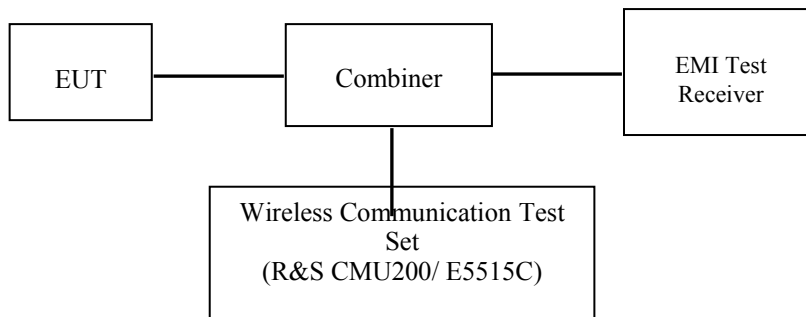 EUT
Combiner
EMI Test
Receiver
Wireless Communication Test
Set
(R&S CMU200/ E5515C)